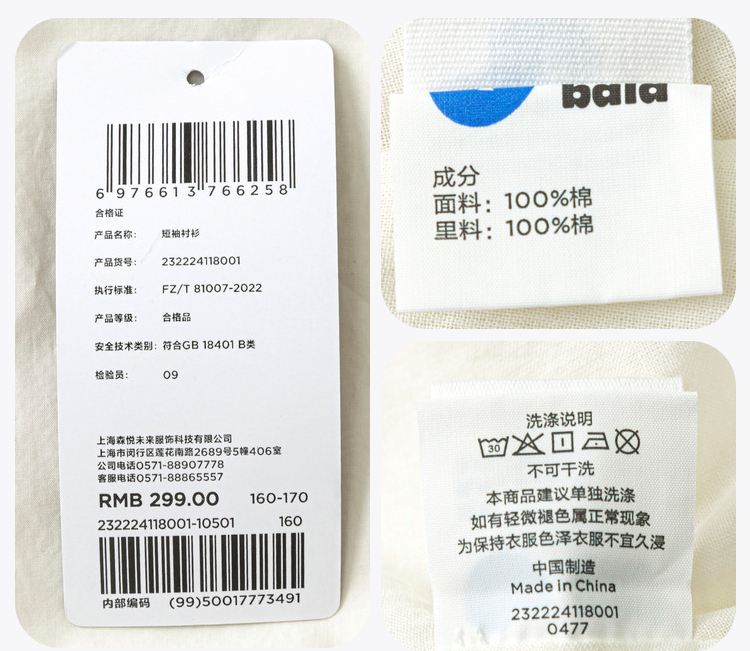 6 976613 766258
合格证
产品名称: 短袖衬衫
产品货号: 232224118001
执行标准: FZ/T 81007-2022
产品等级: 合格品
安全技术类别: 符合GB 18401 B类
检验员: 09
上海森悦未来服饰科技有限公司
上海市闵行区莲花南路2689号5幢406室
公司电话0571-88907778
客服电话0571-88865557
RMB 299.00 160-170
232224118001-10501 160
内部编码 (99)50017773491
bala
成分
面料: 100%棉
里料: 100%棉
洗涤说明
30
不可干洗
本商品建议单独洗涤
如有轻微褪色属正常现象
为保持衣服色泽衣服不宜久浸
中国制造
Made in China
232224118001
0477